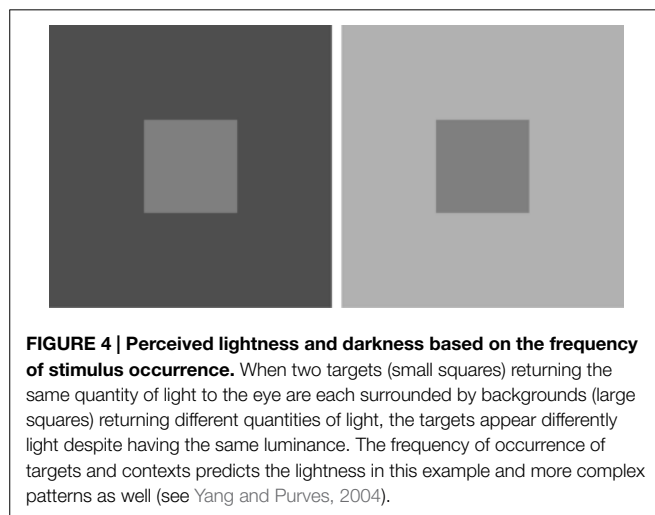 FIGURE 4 | Perceived lightness and darkness based on the frequency
of stimulus occurrence. When two targets (small squares) returning the
same quantity of light to the eye are each surrounded by backgrounds (large
squares) returning different quantities of light, the targets appear differently
light despite having the same luminance. The frequency of occurrence of
targets and contexts predicts the lightness in this example and more complex
patterns as well (see Yang and Purves, 2004).